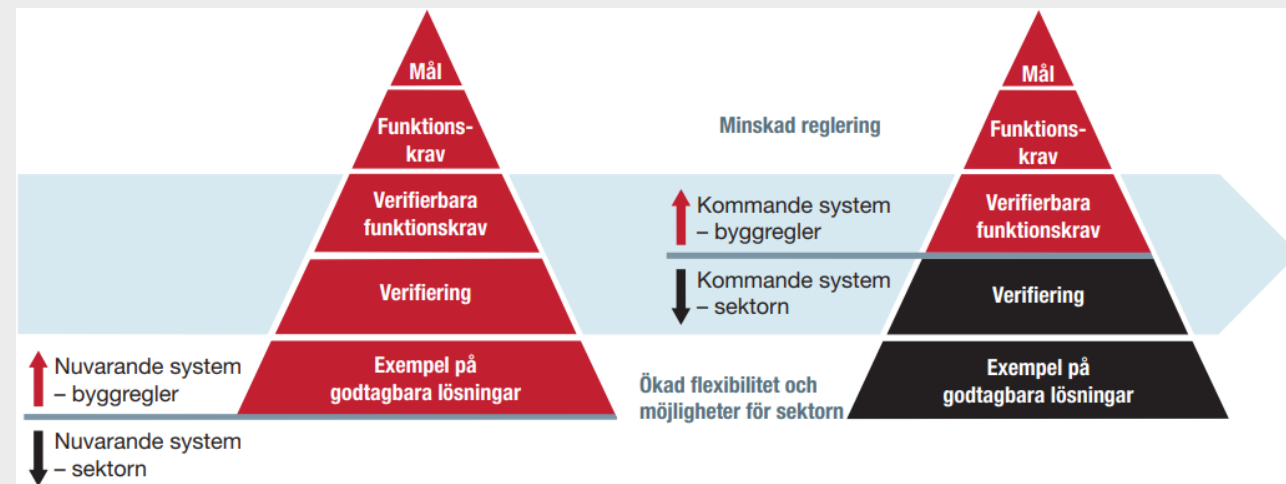 Mål
Funktions-
krav
Verifierbara
funktionskrav
Verifiering
Exempel på
godtagbara lösningar
Nuvarande system
– byggregler
Nuvarande system
– sektorn
Minskad reglering
Kommande system
– byggregler
Kommande system
– sektorn
Ökad flexibilitet och
möjligheter för sektorn
Mål
Funktions-
krav
Verifierbara
funktionskrav
Verifiering
Exempel på
godtagbara lösningar